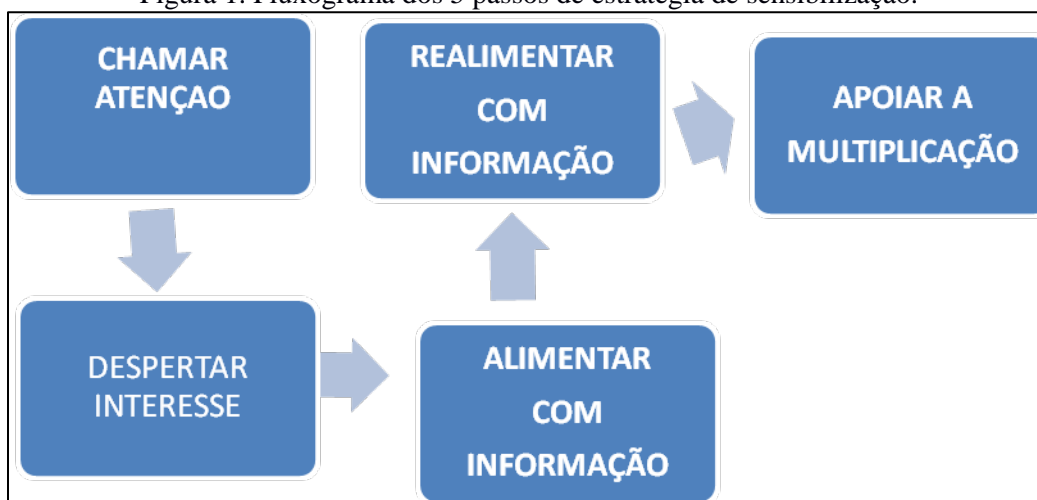 Figura 1. Fluxograma dos 5 passos de estratégia de sensibilização.
CHAMAR
ATENÇAO
DESPERTAR
INTERESSE
ALIMENTAR
COM
INFORMAÇÃO
REALIMENTAR
COM
INFORMAÇÃO
APOIAR A
MULTIPLICAÇÃO